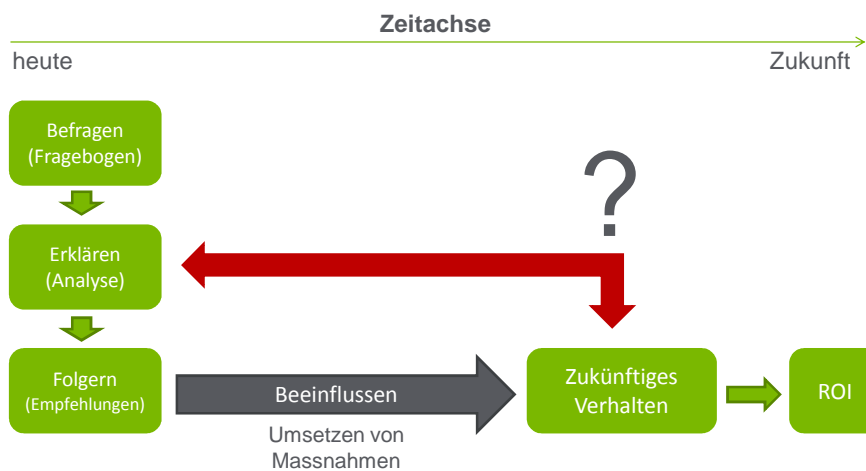 Zeitachse
heute
Zukunft
Befragen
(Fragebogen)
?
Erklären
(Analyse)
Folgern
(Empfehlungen)
Beeinflussen
Umsetzen von
Massnahmen
Zukünftiges
Verhalten
ROI